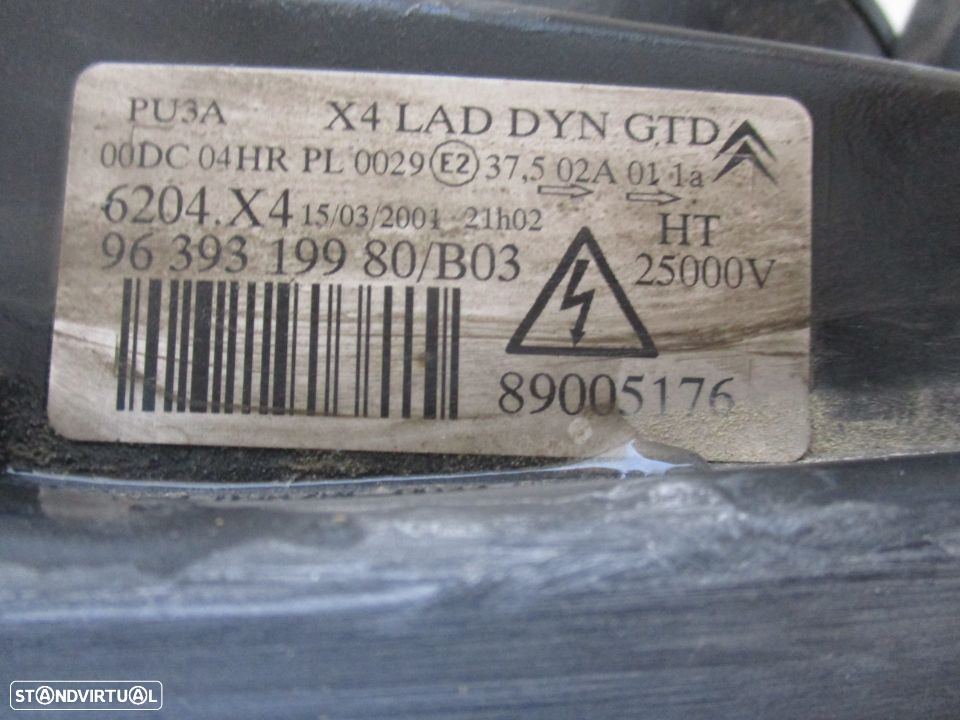 PU3A X4 LAD DYN GTD
00DC 04HR PL 0029 E2 37,5 02A 01 1a
6204.X4 15/03/2001 21h02
96 393 199 80/B03
HT
25000V
89005176
STANDVIRTUAL